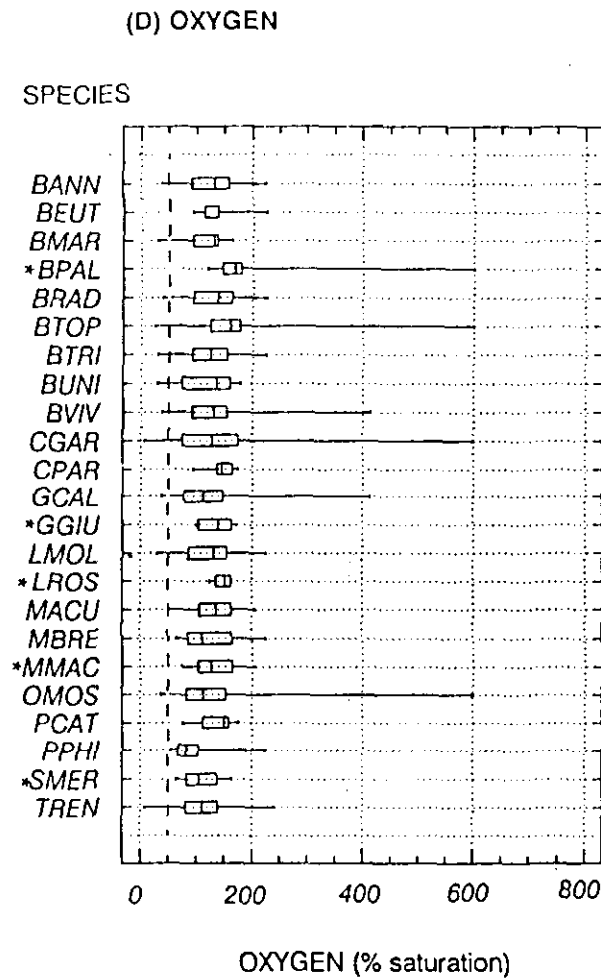 (D) OXYGEN
SPECIES
BANN
BEUT
BMAR
*BPAL
BRAD
BTOP
BTRI
BUNI
BVIV
CGAR
CPAR
GCAL
*GGIU
LMOL
*LROS
MACU
MBRE
*MMAC
OMOS
PCAT
PPHI
*SMER
TREN
0 200 400 600 800
OXYGEN (% saturation)